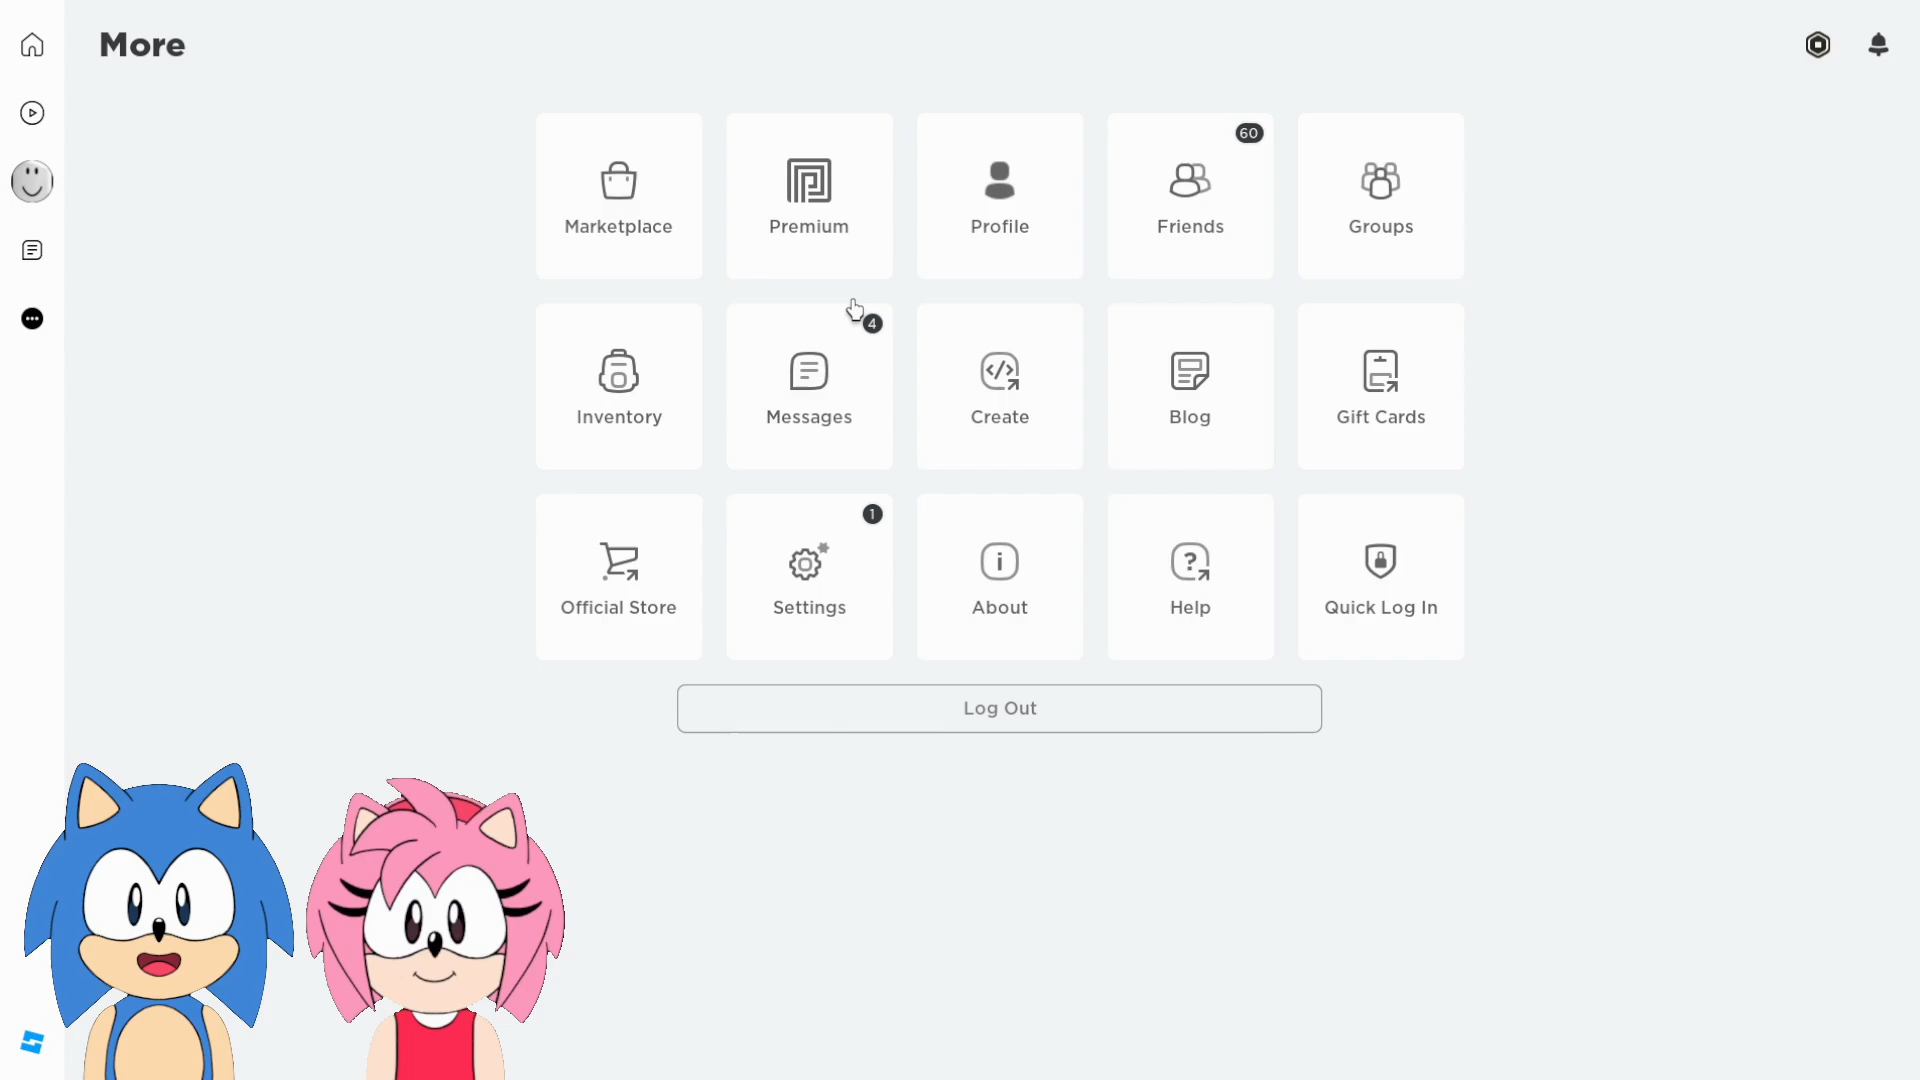 More
Marketplace
Premium
Profile
60
Friends
Groups
Inventory
4
Messages
Create
Blog
Gift Cards
Official Store
1
Settings
About
Help
Quick Log In
Log Out